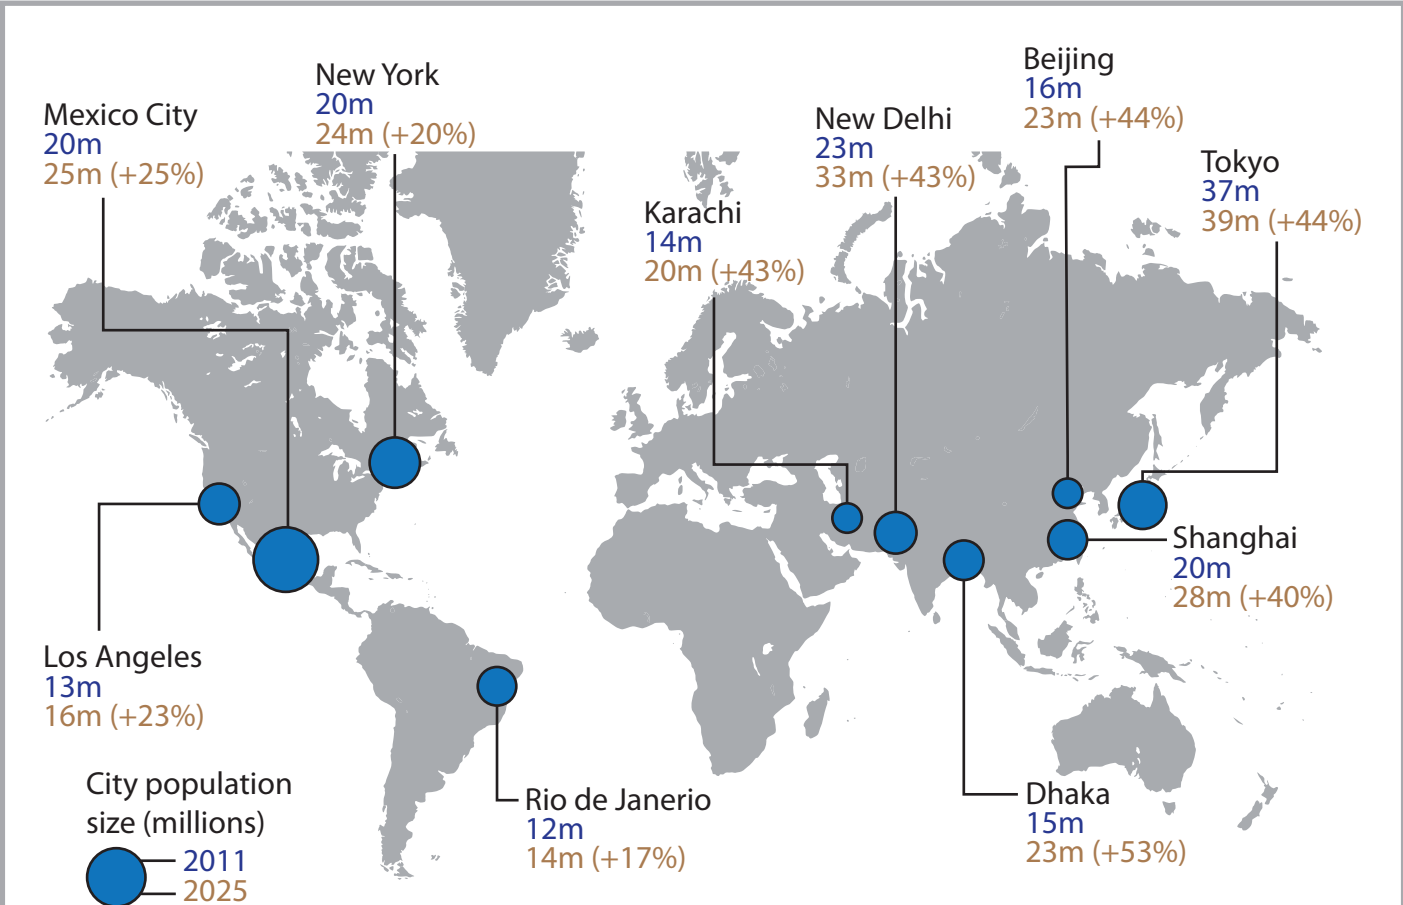 Mexico City
20m
25m (+25%)
New York
20m
24m (+20%)
Karachi
14m
20m (+43%)
New Delhi
23m
33m (+43%)
Beijing
16m
23m (+44%)
Tokyo
37m
39m (+44%)
Shanghai
20m
28m (+40%)
Los Angeles
13m
16m (+23%)
Rio de Janerio
12m
14m (+17%)
Dhaka
15m
23m (+53%)
City population
size (millions)
2011
2025